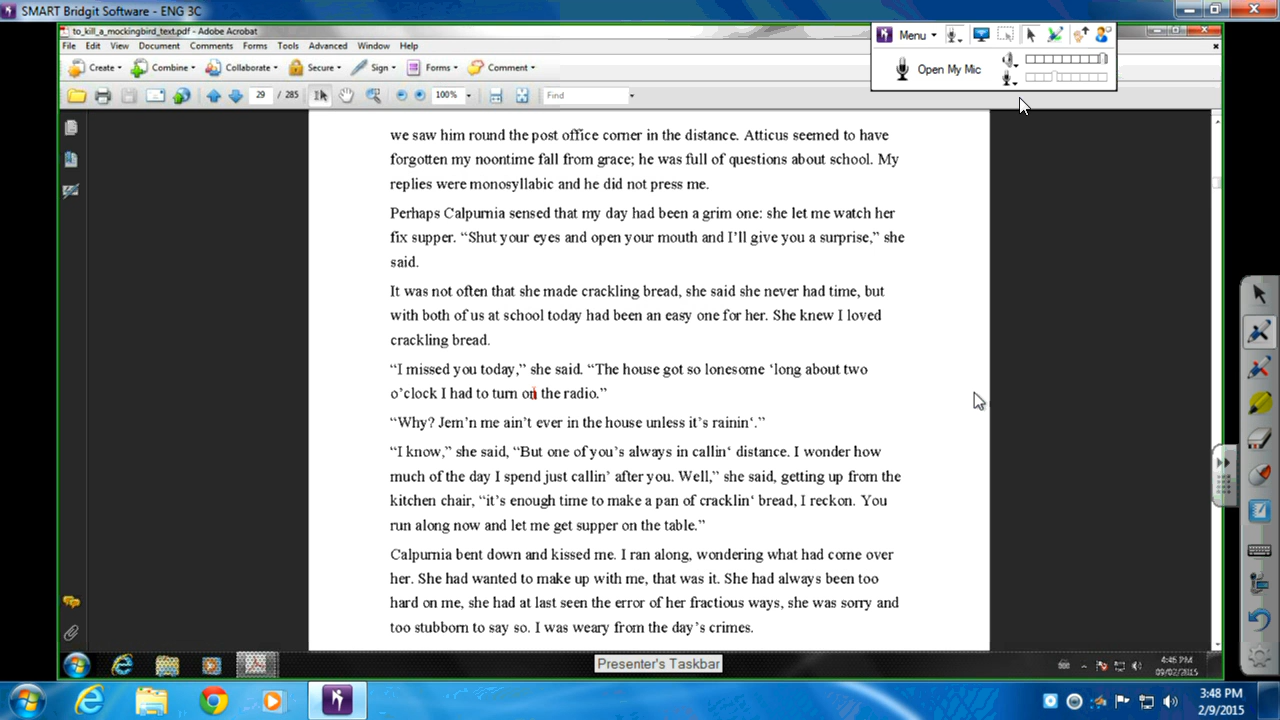 SMART Bridgit Software - ENG 3C
to_kill_a_mockingbird_text.pdf - Adobe Acrobat
File Edit View Document Comments Forms Tools Advanced Window Help
Menu
Open My Mic
Create Combine Collaborate Secure Sign Forms Comment
29 / 285 100% Find
we saw him round the post office corner in the distance. Atticus seemed to have
forgotten my noontime fall from grace; he was full of questions about school. My
replies were monosyllabic and he did not press me.
Perhaps Calpurnia sensed that my day had been a grim one: she let me watch her
fix supper. “Shut your eyes and open your mouth and I’ll give you a surprise,” she
said.
It was not often that she made crackling bread, she said she never had time, but
with both of us at school today had been an easy one for her. She knew I loved
crackling bread.
“I missed you today,” she said. “The house got so lonesome ‘long about two
o’clock I had to turn on the radio.”
“Why? Jem’n me ain’t ever in the house unless it’s rainin‘.”
“I know,” she said, “But one of you’s always in callin‘ distance. I wonder how
much of the day I spend just callin’ after you. Well,” she said, getting up from the
kitchen chair, “it’s enough time to make a pan of cracklin‘ bread, I reckon. You
run along now and let me get supper on the table.”
Calpurnia bent down and kissed me. I ran along, wondering what had come over
her. She had wanted to make up with me, that was it. She had always been too
hard on me, she had at last seen the error of her fractious ways, she was sorry and
too stubborn to say so. I was weary from the day’s crimes.
Presenter's Taskbar
4:46 PM
09/02/2015
3:48 PM
2/9/2015